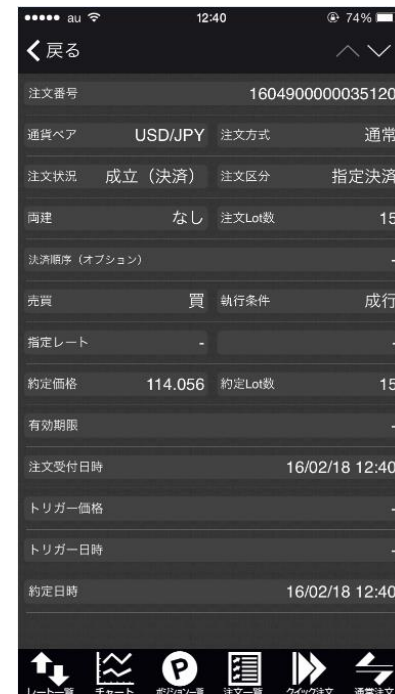 au 12:40 74%
戻る
注文番号 1604900000035120
通貨ペア USD/JPY 注文方式 通常
注文状況 成立（決済） 注文区分 指定決済
両建 なし 注文Lot数 15
決済順序（オプション） -
売買 買 執行条件 成行
指定レート - -
約定価格 114.056 約定Lot数 15
有効期限 -
注文受付日時 16/02/18 12:40
トリガー価格 -
トリガー日時 -
約定日時 16/02/18 12:40
レート一覧 チャート ポジション一覧 注文一覧 クイック注文 通常注文